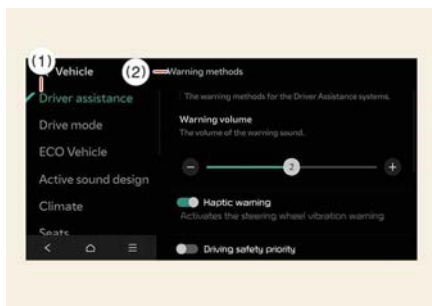 (1)
Vehicle
(2)
Warning methods
Driver assistance
The warning methods for the Driver Assistance systems.
Drive mode
Warning volume
The volume of the warning sound.
ECO Vehicle
2
Active sound design
Haptic warning
Climate
Activates the steering wheel vibration warning
Seats
Driving safety priority